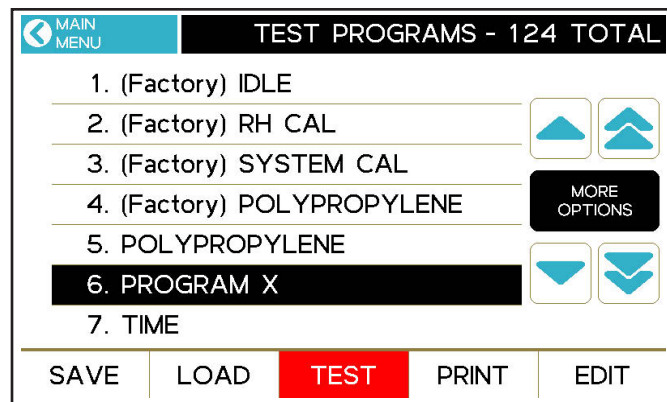 MAIN
MENU
TEST PROGRAMS - 124 TOTAL
1. (Factory) IDLE
2. (Factory) RH CAL
3. (Factory) SYSTEM CAL
4. (Factory) POLYPROPYLENE
5. POLYPROPYLENE
6. PROGRAM X
7. TIME
MORE
OPTIONS
SAVE LOAD TEST PRINT EDIT